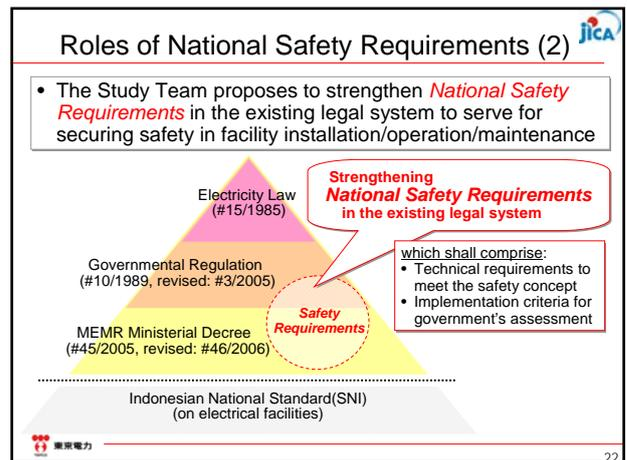 Roles of National Safety Requirements (2)
jica
• The Study Team proposes to strengthen National Safety
Requirements in the existing legal system to serve for
securing safety in facility installation/operation/maintenance
Electricity Law
(#15/1985)
Strengthening
National Safety Requirements
in the existing legal system
Governmental Regulation
(#10/1989, revised: #3/2005)
which shall comprise:
• Technical requirements to
meet the safety concept
• Implementation criteria for
government's assessment
Safety
Requirements
MEMR Ministerial Decree
(#45/2005, revised: #46/2006)
Indonesian National Standard(SNI)
(on electrical facilities)
東京電力
22